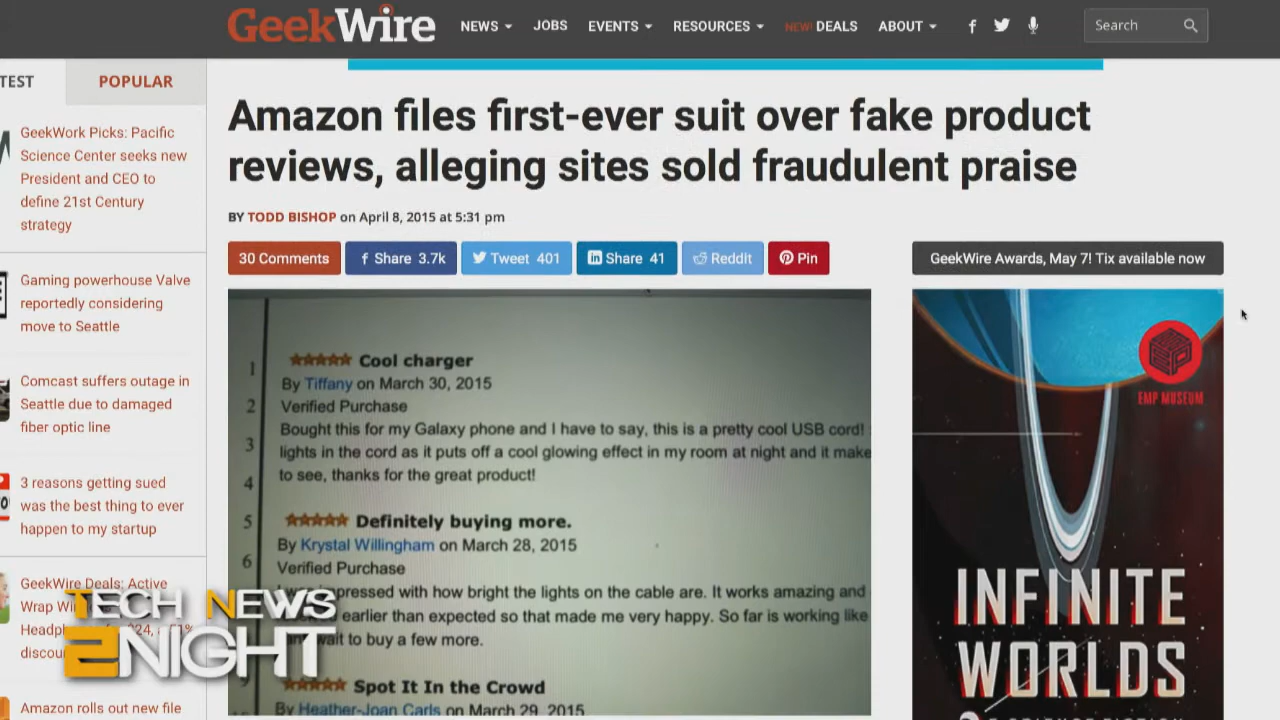 GeekWire
NEWS
JOBS
EVENTS
RESOURCES
NEW! DEALS
ABOUT
Search
TEST
POPULAR
GeekWork Picks: Pacific
Science Center seeks new
President and CEO to
define 21st Century
strategy
Gaming powerhouse Valve
reportedly considering
move to Seattle
Comcast suffers outage in
Seattle due to damaged
fiber optic line
3 reasons getting sued
was the best thing to ever
happen to my startup
GeekWire Deals: Active
Wrap
Amazon rolls out new file
Amazon files first-ever suit over fake product
reviews, alleging sites sold fraudulent praise
BY TODD BISHOP on April 8, 2015 at 5:31 pm
30 Comments
f Share 3.7k
Tweet 401
in Share 41
Reddit
Pin
1
2
3
4
5
6
Cool charger
By Tiffany on March 30, 2015
Verified Purchase
Bought this for my Galaxy phone and I have to say, this is a pretty cool USB cord!
lights in the cord as it puts off a cool glowing effect in my room at night and it make
to see, thanks for the great product!
Definitely buying more.
By Krystal Willingham on March 28, 2015
Verified Purchase
pressed with how bright the lights on the cable are. It works amazing and
earlier than expected so that made me very happy. So far is working like
wait to buy a few more.
Spot It In the Crowd
By Heather-Joan Carls on March 29, 2015
GeekWire Awards, May 7! Tix available now
EMP MUSEUM
INFINITE
WORLDS
TECH NEWS
2NIGHT